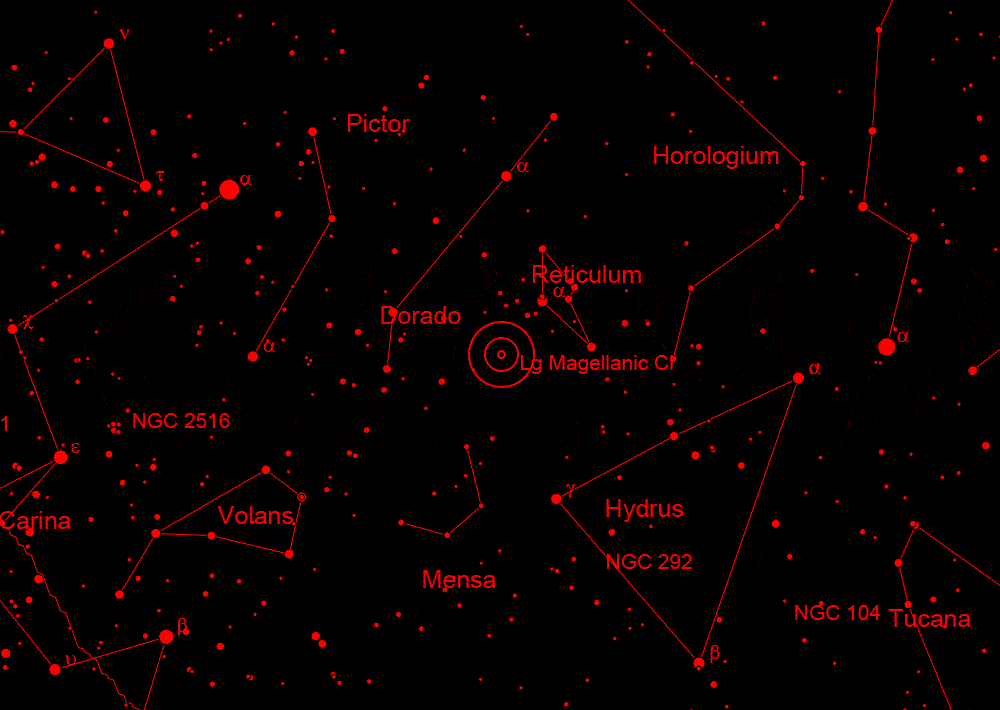 ν
Pictor
Horologium
α
τ
α
Reticulum
α
Dorado
χ
α
α
Lg Magellanic Cl
α
NGC 2516
1
ε
γ
Carina
Volans
Hydrus
NGC 292
Mensa
NGC 104
Tucana
β
β
υ